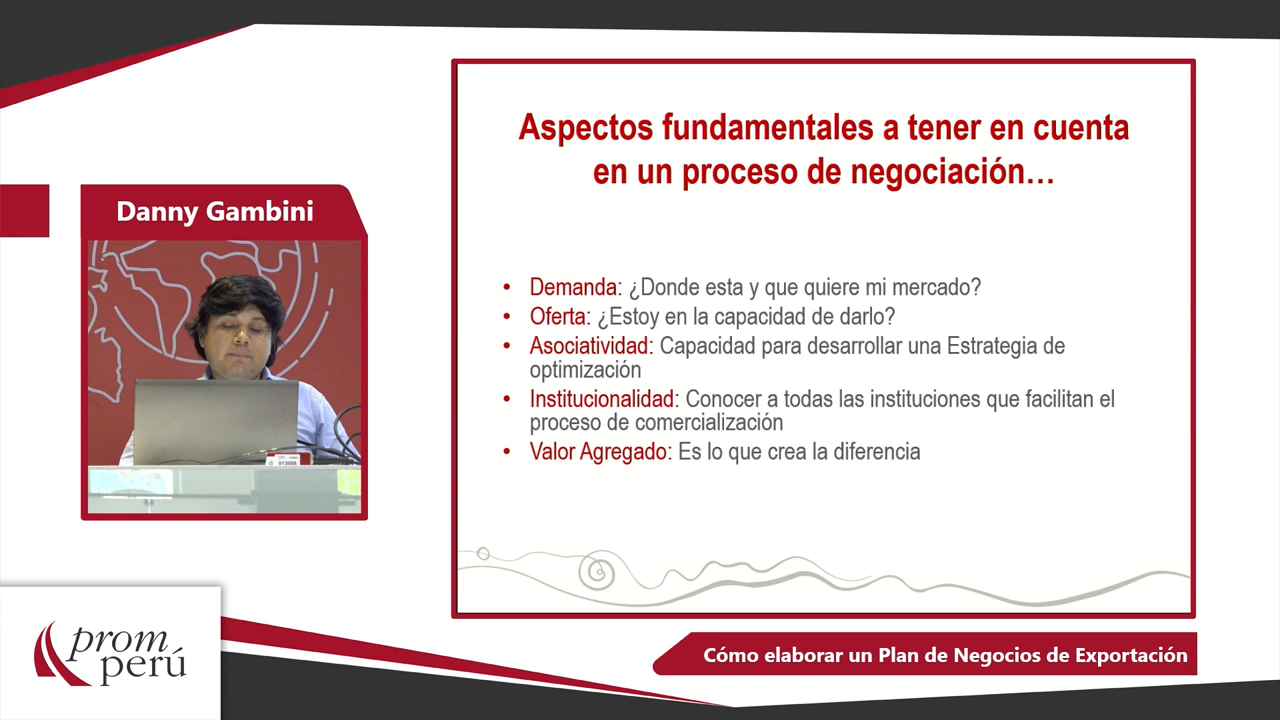 Danny Gambini
Aspectos fundamentales a tener en cuenta
en un proceso de negociación…
• Demanda: ¿Donde esta y que quiere mi mercado?
• Oferta: ¿Estoy en la capacidad de darlo?
• Asociatividad: Capacidad para desarrollar una Estrategia de
optimización
• Institucionalidad: Conocer a todas las instituciones que facilitan el
proceso de comercialización
• Valor Agregado: Es lo que crea la diferencia
prom
perú
Cómo elaborar un Plan de Negocios de Exportación